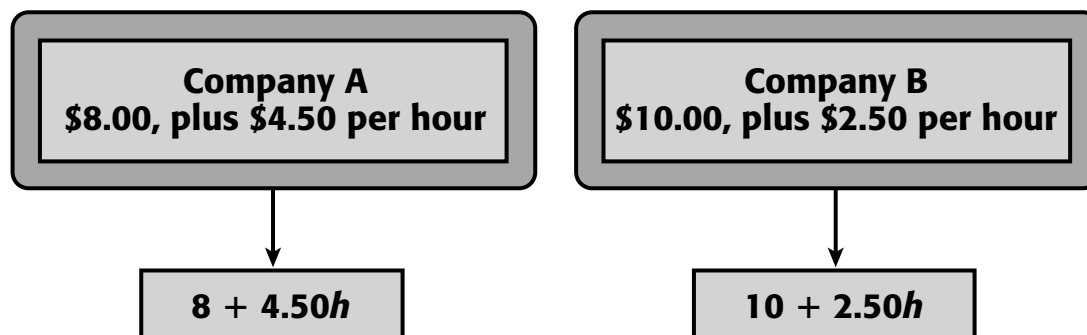 Company A
$8.00, plus $4.50 per hour
8 + 4.50h
Company B
$10.00, plus $2.50 per hour
10 + 2.50h